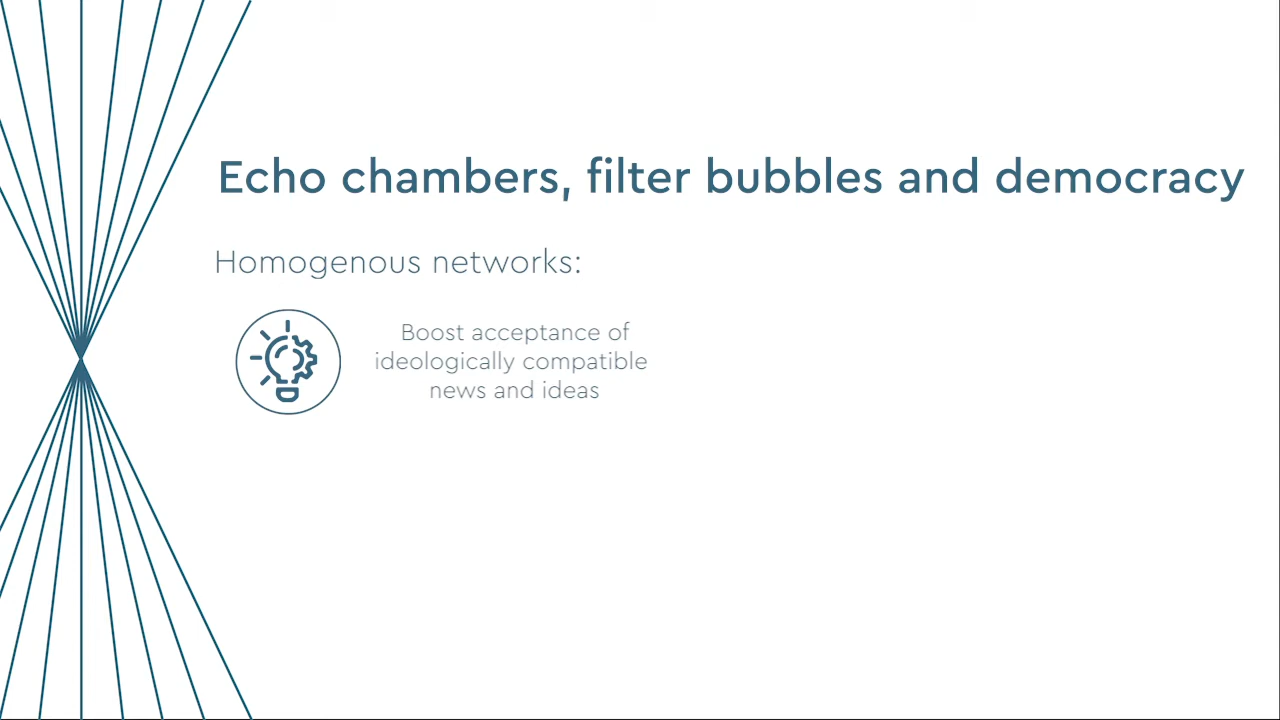 Echo chambers, filter bubbles and democracy
Homogenous networks:
Boost acceptance of
ideologically compatible
news and ideas